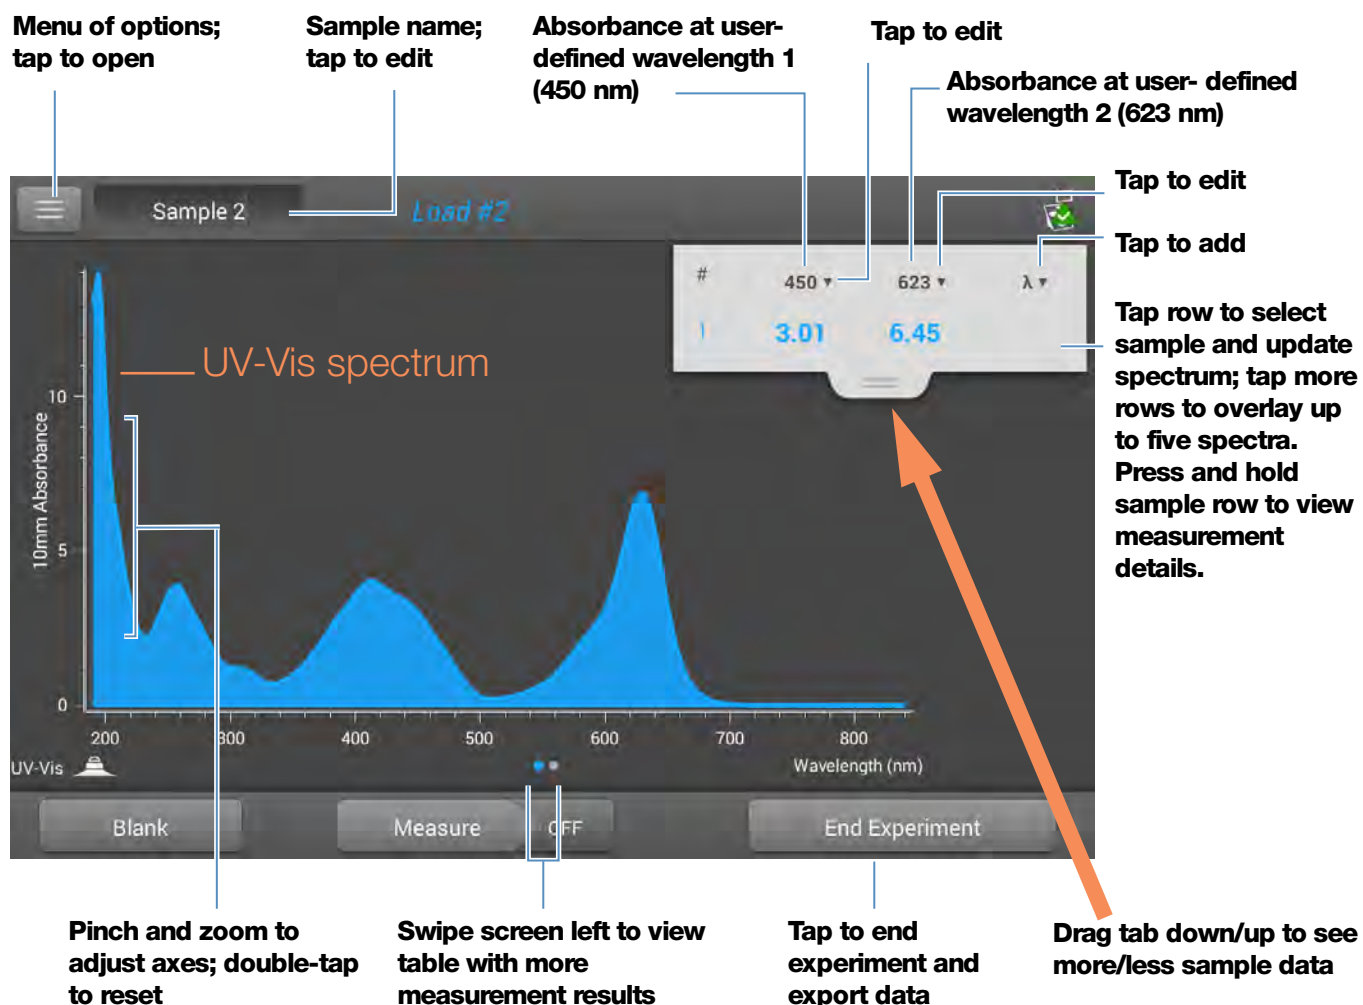 Menu of options;
tap to open
Sample name;
tap to edit
Absorbance at user-
defined wavelength 1
(450 nm)
Tap to edit
Absorbance at user- defined
wavelength 2 (623 nm)
Tap to edit
Tap to add
Tap row to select
sample and update
spectrum; tap more
rows to overlay up
to five spectra.
Press and hold
sample row to view
measurement
details.
Sample 2
Load #2
# 450 ▾ 623 ▾ λ ▾
1 3.01 6.45
UV-Vis spectrum
10mm Absorbance
10
5
0
200 300 400 500 600 700 800
UV-Vis
Wavelength (nm)
Blank
Measure
OFF
End Experiment
Pinch and zoom to
adjust axes; double-tap
to reset
Swipe screen left to view
table with more
measurement results
Tap to end
experiment and
export data
Drag tab down/up to see
more/less sample data